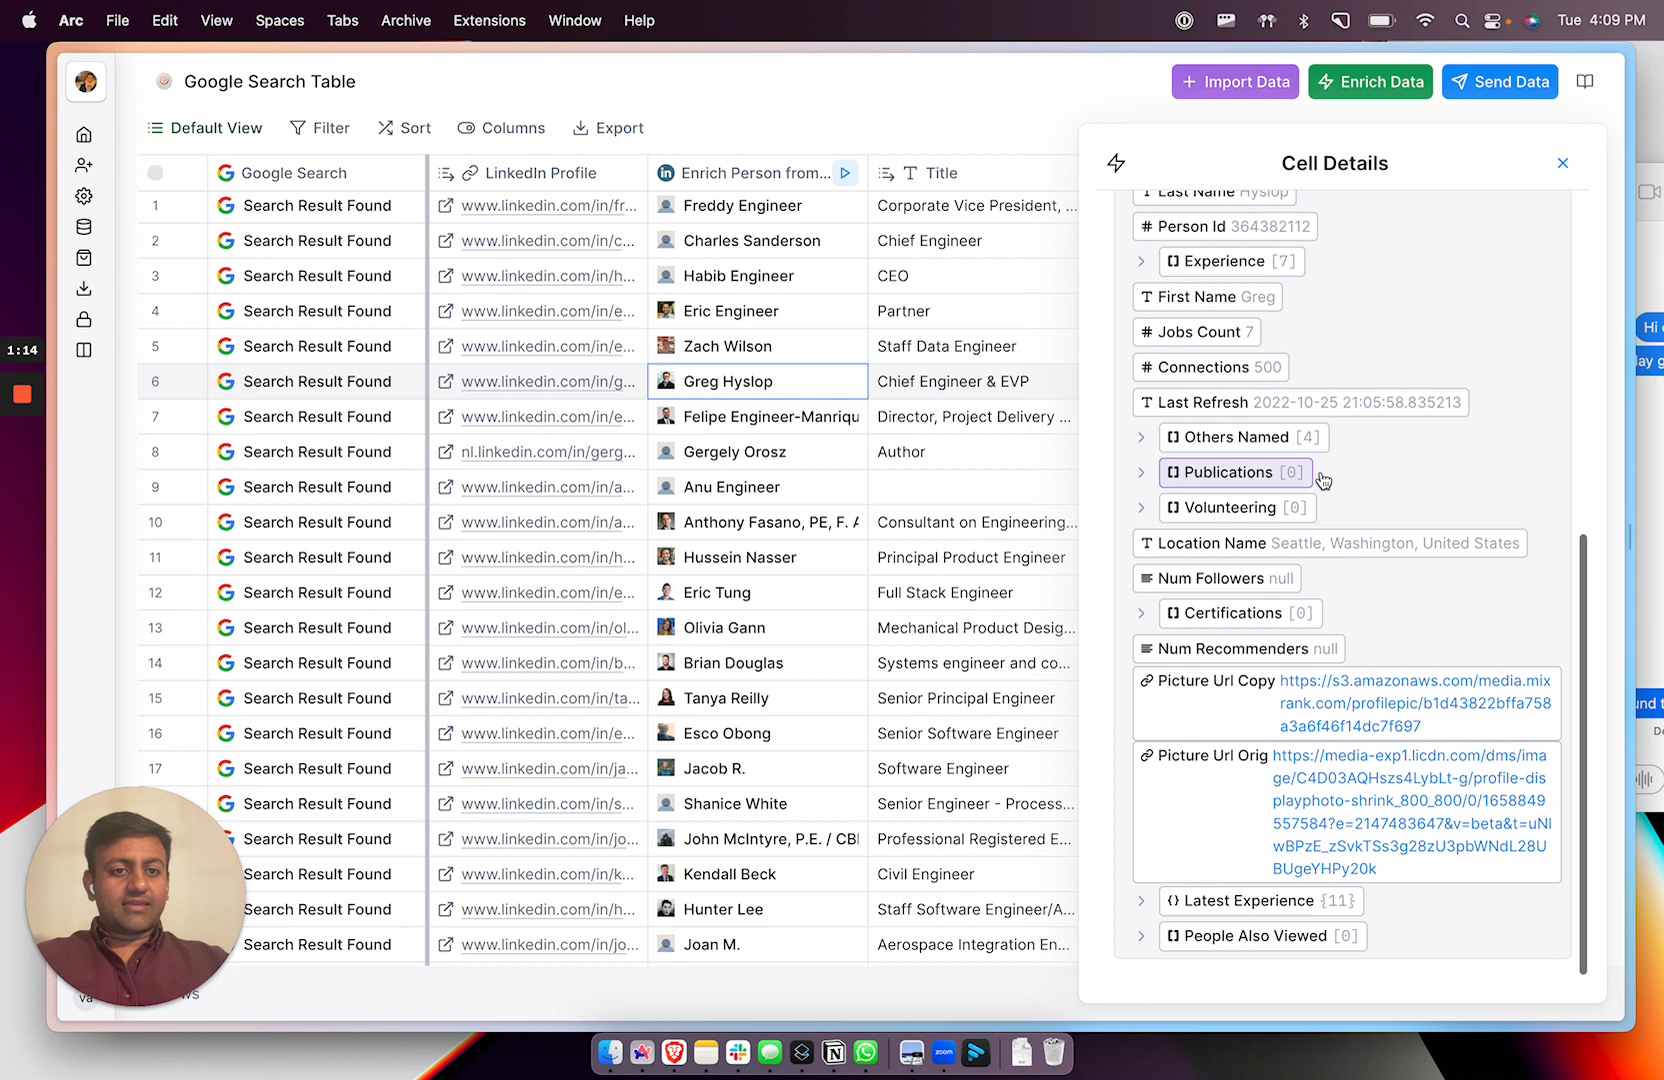 Arc File Edit View Spaces Tabs Archive Extensions Window Help Tue 4:09 PM
Google Search Table
+ Import Data
Enrich Data
Send Data
Default View Filter Sort Columns Export
Google Search LinkedIn Profile Enrich Person from... Title
1 Search Result Found www.linkedin.com/in/fr... Freddy Engineer Corporate Vice President, ...
2 Search Result Found www.linkedin.com/in/c... Charles Sanderson Chief Engineer
3 Search Result Found www.linkedin.com/in/h... Habib Engineer CEO
4 Search Result Found www.linkedin.com/in/e... Eric Engineer Partner
5 Search Result Found www.linkedin.com/in/e... Zach Wilson Staff Data Engineer
6 Search Result Found www.linkedin.com/in/g... Greg Hyslop Chief Engineer & EVP
7 Search Result Found www.linkedin.com/in/e... Felipe Engineer-Manriqu Director, Project Delivery ...
8 Search Result Found nl.linkedin.com/in/gerg... Gergely Orosz Author
9 Search Result Found www.linkedin.com/in/a... Anu Engineer
10 Search Result Found www.linkedin.com/in/a... Anthony Fasano, PE, F. A Consultant on Engineering...
11 Search Result Found www.linkedin.com/in/h... Hussein Nasser Principal Product Engineer
12 Search Result Found www.linkedin.com/in/e... Eric Tung Full Stack Engineer
13 Search Result Found www.linkedin.com/in/ol... Olivia Gann Mechanical Product Desig...
14 Search Result Found www.linkedin.com/in/b... Brian Douglas Systems engineer and co...
15 Search Result Found www.linkedin.com/in/ta... Tanya Reilly Senior Principal Engineer
16 Search Result Found www.linkedin.com/in/e... Esco Obong Senior Software Engineer
17 Search Result Found www.linkedin.com/in/ja... Jacob R. Software Engineer
Search Result Found www.linkedin.com/in/s... Shanice White Senior Engineer - Process...
Search Result Found www.linkedin.com/in/jo... John McIntyre, P.E. / CBI Professional Registered E...
Search Result Found www.linkedin.com/in/k... Kendall Beck Civil Engineer
Search Result Found www.linkedin.com/in/h... Hunter Lee Staff Software Engineer/A...
Search Result Found www.linkedin.com/in/jo... Joan M. Aerospace Integration En...
1:14
Cell Details
Last Name Hyslop
# Person Id 364382112
[] Experience [7]
T First Name Greg
# Jobs Count 7
# Connections 500
T Last Refresh 2022-10-25 21:05:58.835213
[] Others Named [4]
[] Publications [0]
[] Volunteering [0]
T Location Name Seattle, Washington, United States
Num Followers null
[] Certifications [0]
Num Recommenders null
Picture Url Copy https://s3.amazonaws.com/media.mix
rank.com/profilepic/b1d43822bffa758
a3a6f46f14dc7f697
Picture Url Orig https://media-exp1.licdn.com/dms/ima
ge/C4D03AQHszs4LybLt-g/profile-dis
playphoto-shrink_800_800/0/1658849
557584?e=2147483647&v=beta&t=uNl
wBPzE_zSvkTSs3g28zU3pbWNdL28U
BUgeYHPy20k
{} Latest Experience {11}
[] People Also Viewed [0]
Hi
ay g
und t
zoom